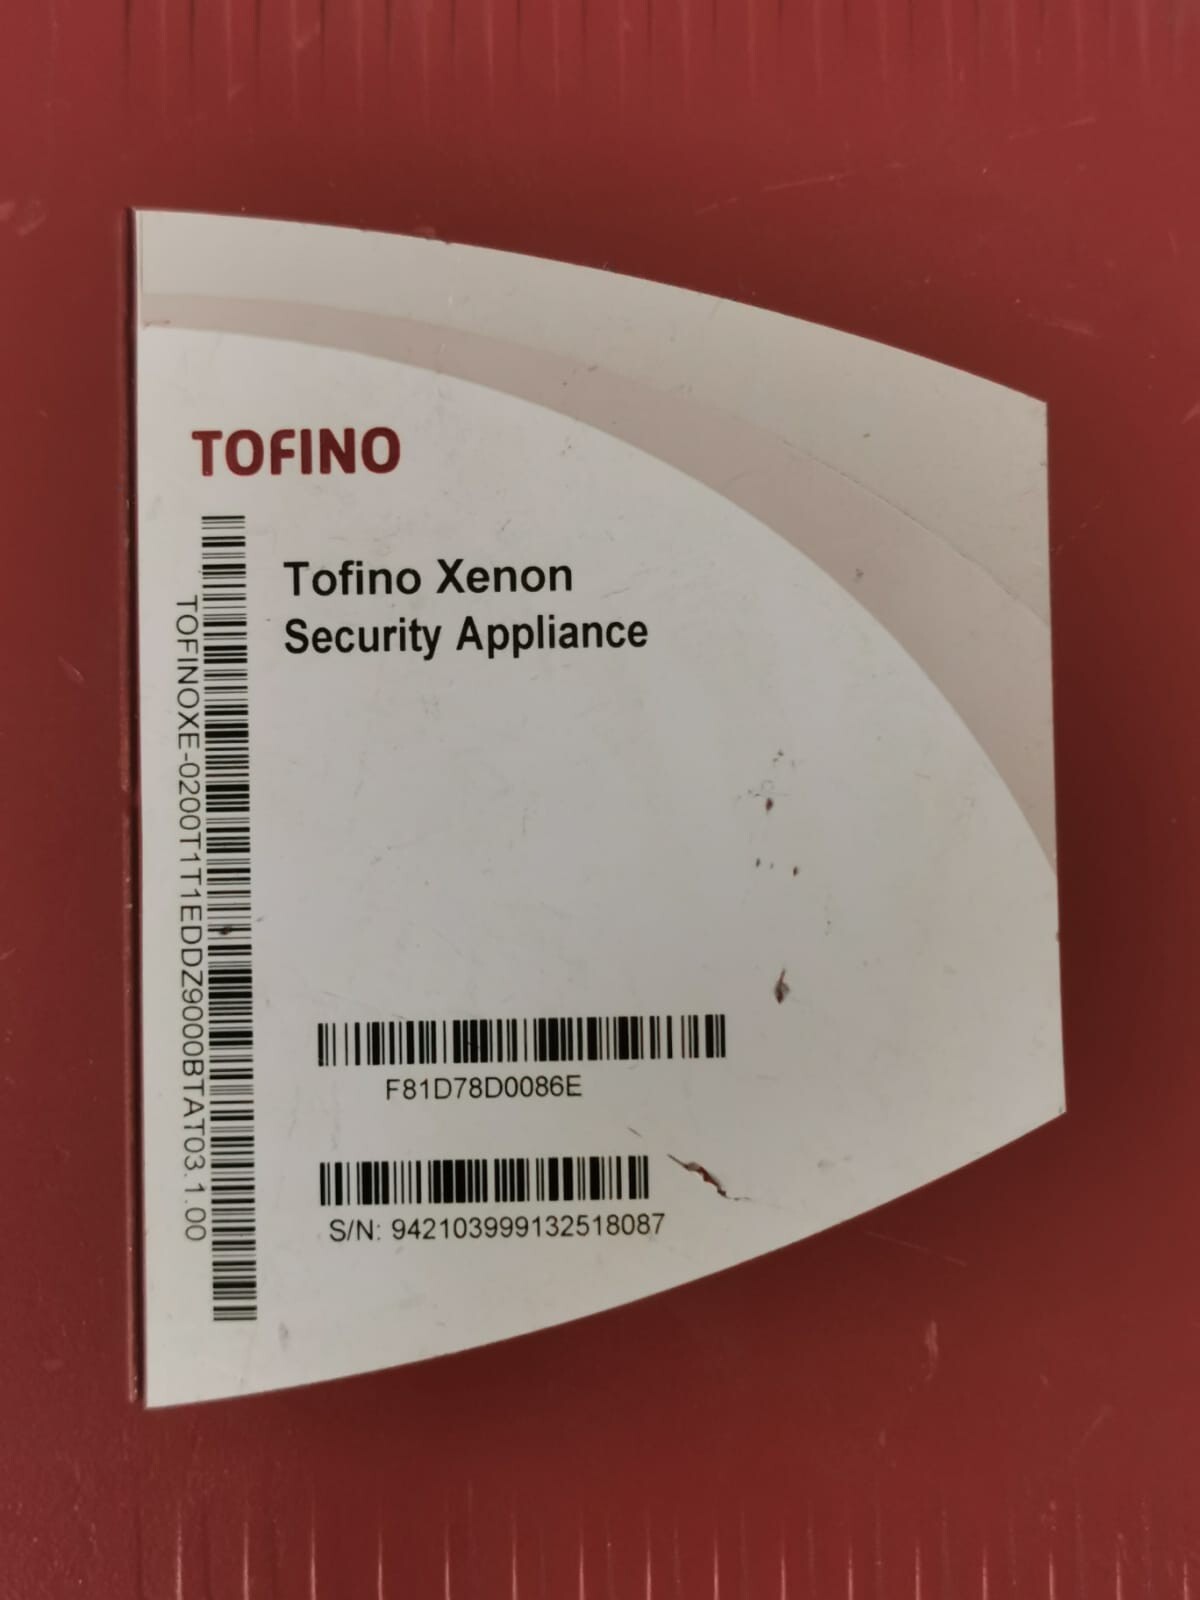 TOFINO
Tofino Xenon
Security Appliance
TOFINOXE-0200T1T1EDDZ9000BTAT03.1.00
F81D78D0086E
S/N: 942103999132518087